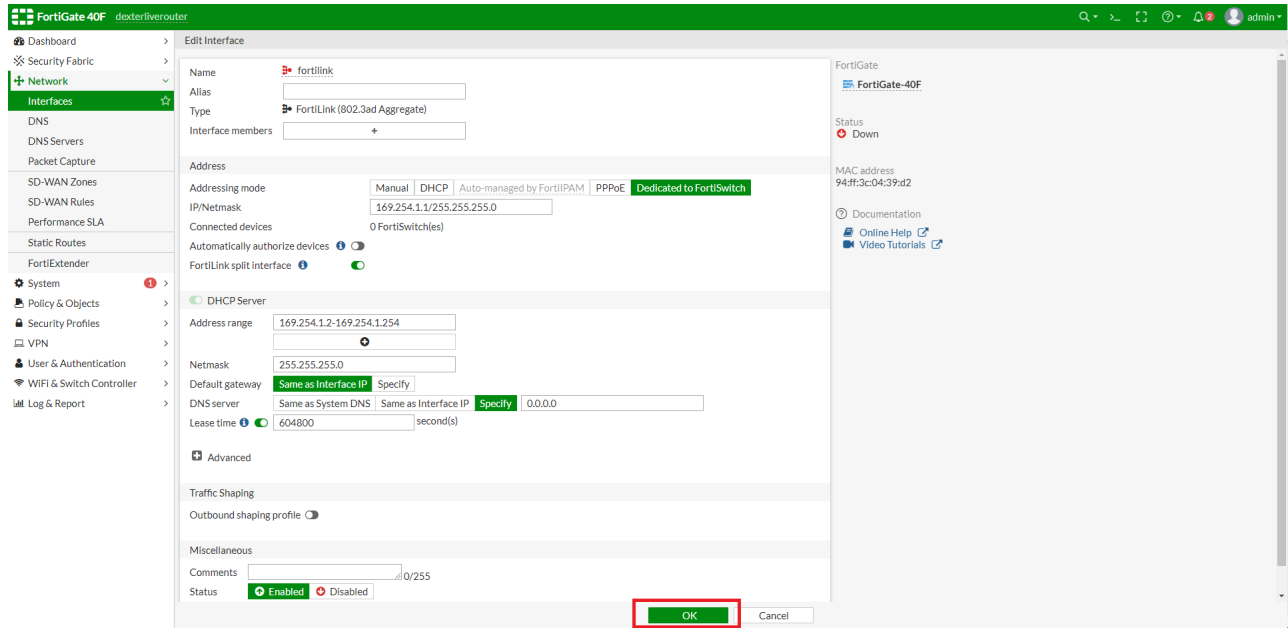 FortiGate 40F dexterliverouter
2 admin
Dashboard
Security Fabric
Network
Interfaces
DNS
DNS Servers
Packet Capture
SD-WAN Zones
SD-WAN Rules
Performance SLA
Static Routes
FortiExtender
System 1
Policy & Objects
Security Profiles
VPN
User & Authentication
WiFi & Switch Controller
Log & Report
Edit Interface
Name fortilink
Alias
Type FortiLink (802.3ad Aggregate)
Interface members +
Address
Addressing mode Manual DHCP Auto-managed by FortiIPAM PPPoE Dedicated to FortiSwitch
IP/Netmask 169.254.1.1/255.255.255.0
Connected devices 0 FortiSwitch(es)
Automatically authorize devices
FortiLink split interface
DHCP Server
Address range 169.254.1.2-169.254.1.254
Netmask 255.255.255.0
Default gateway Same as Interface IP Specify
DNS server Same as System DNS Same as Interface IP Specify 0.0.0.0
Lease time 604800 second(s)
Advanced
Traffic Shaping
Outbound shaping profile
Miscellaneous
Comments 0/255
Status Enabled Disabled
OK Cancel
FortiGate
FortiGate-40F
Status
Down
MAC address
94:ff:3c:04:39:d2
Documentation
Online Help
Video Tutorials